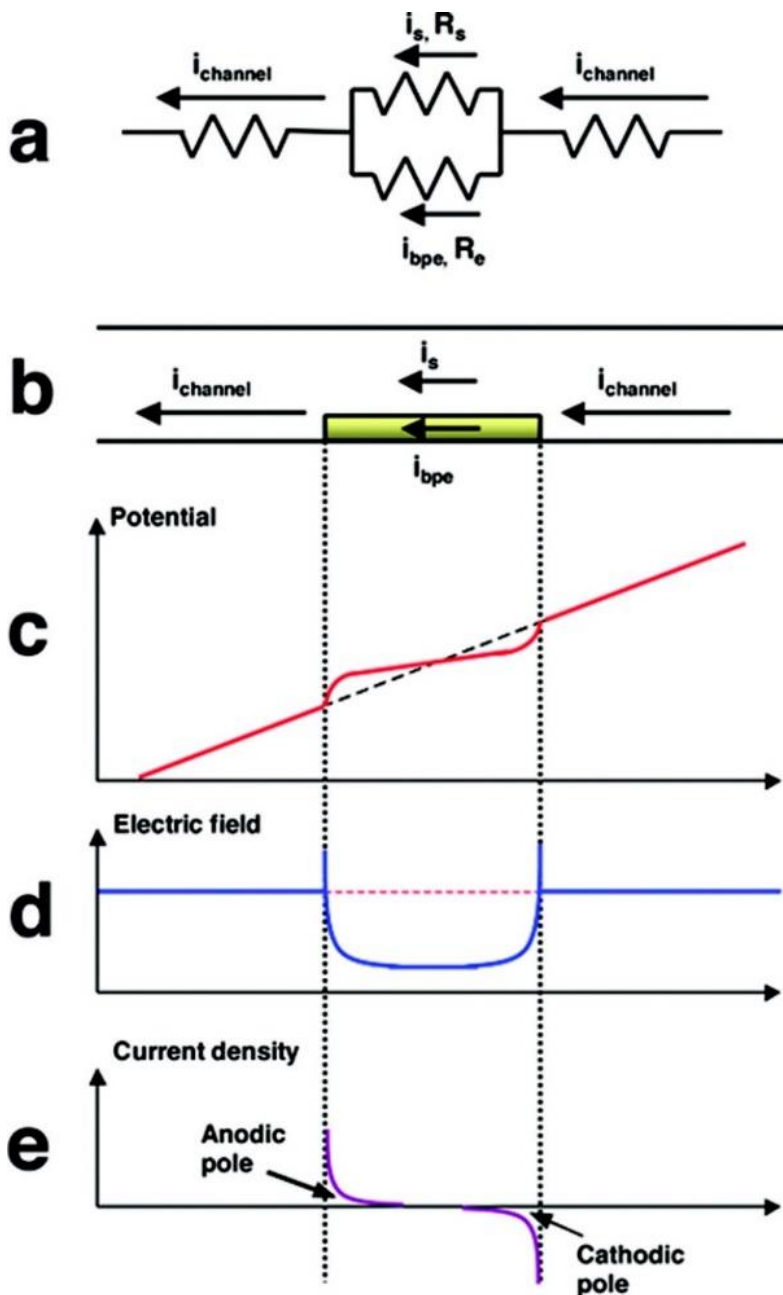 a
i_s, R_s
i_channel
i_channel
i_bpe, R_e
b
i_s
i_channel
i_channel
i_bpe
c
Potential
d
Electric field
e
Current density
Anodic
pole
Cathodic
pole